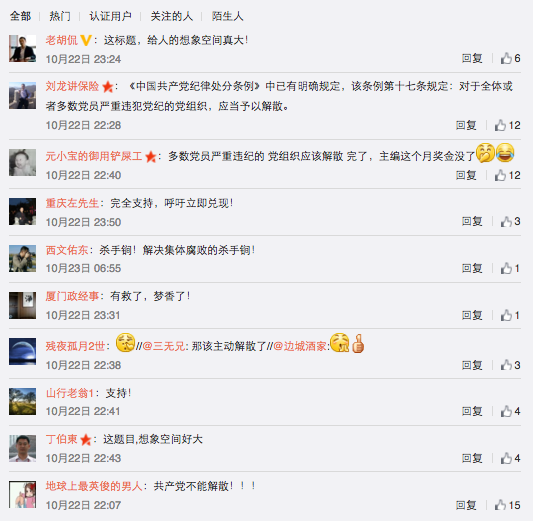 全部 | 热门 | 认证用户 | 关注的人 | 陌生人
老胡侃：这标题，给人的想象空间真大！
10月22日 23:24 回复 6
刘龙讲保险：《中国共产党纪律处分条例》中已有明确规定，该条例第十七条规定：对于全体或
者多数党员严重违犯党纪的党组织，应当予以解散。
10月22日 22:28 回复 12
元小宝的御用铲屎工：多数党员严重违纪的 党组织应该解散 完了，主编这个月奖金没了
10月22日 22:40 回复 12
重庆左先生：完全支持，呼吁立即兑现！
10月22日 23:50 回复 3
西文佑东：杀手锏！解决集体腐败的杀手锏！
10月23日 06:55 回复 1
厦门政经事：有救了，梦香了！
10月22日 23:31 回复 1
残夜孤月2世：//@三无兄: 那该主动解散了//@边城酒家:
10月22日 22:38 回复 3
山行老翁1：支持！
10月22日 22:41 回复 4
丁伯東：这题目,想象空间好大
10月22日 22:43 回复 4
地球上最英俊的男人：共产党不能解散！！！
10月22日 22:07 回复 15